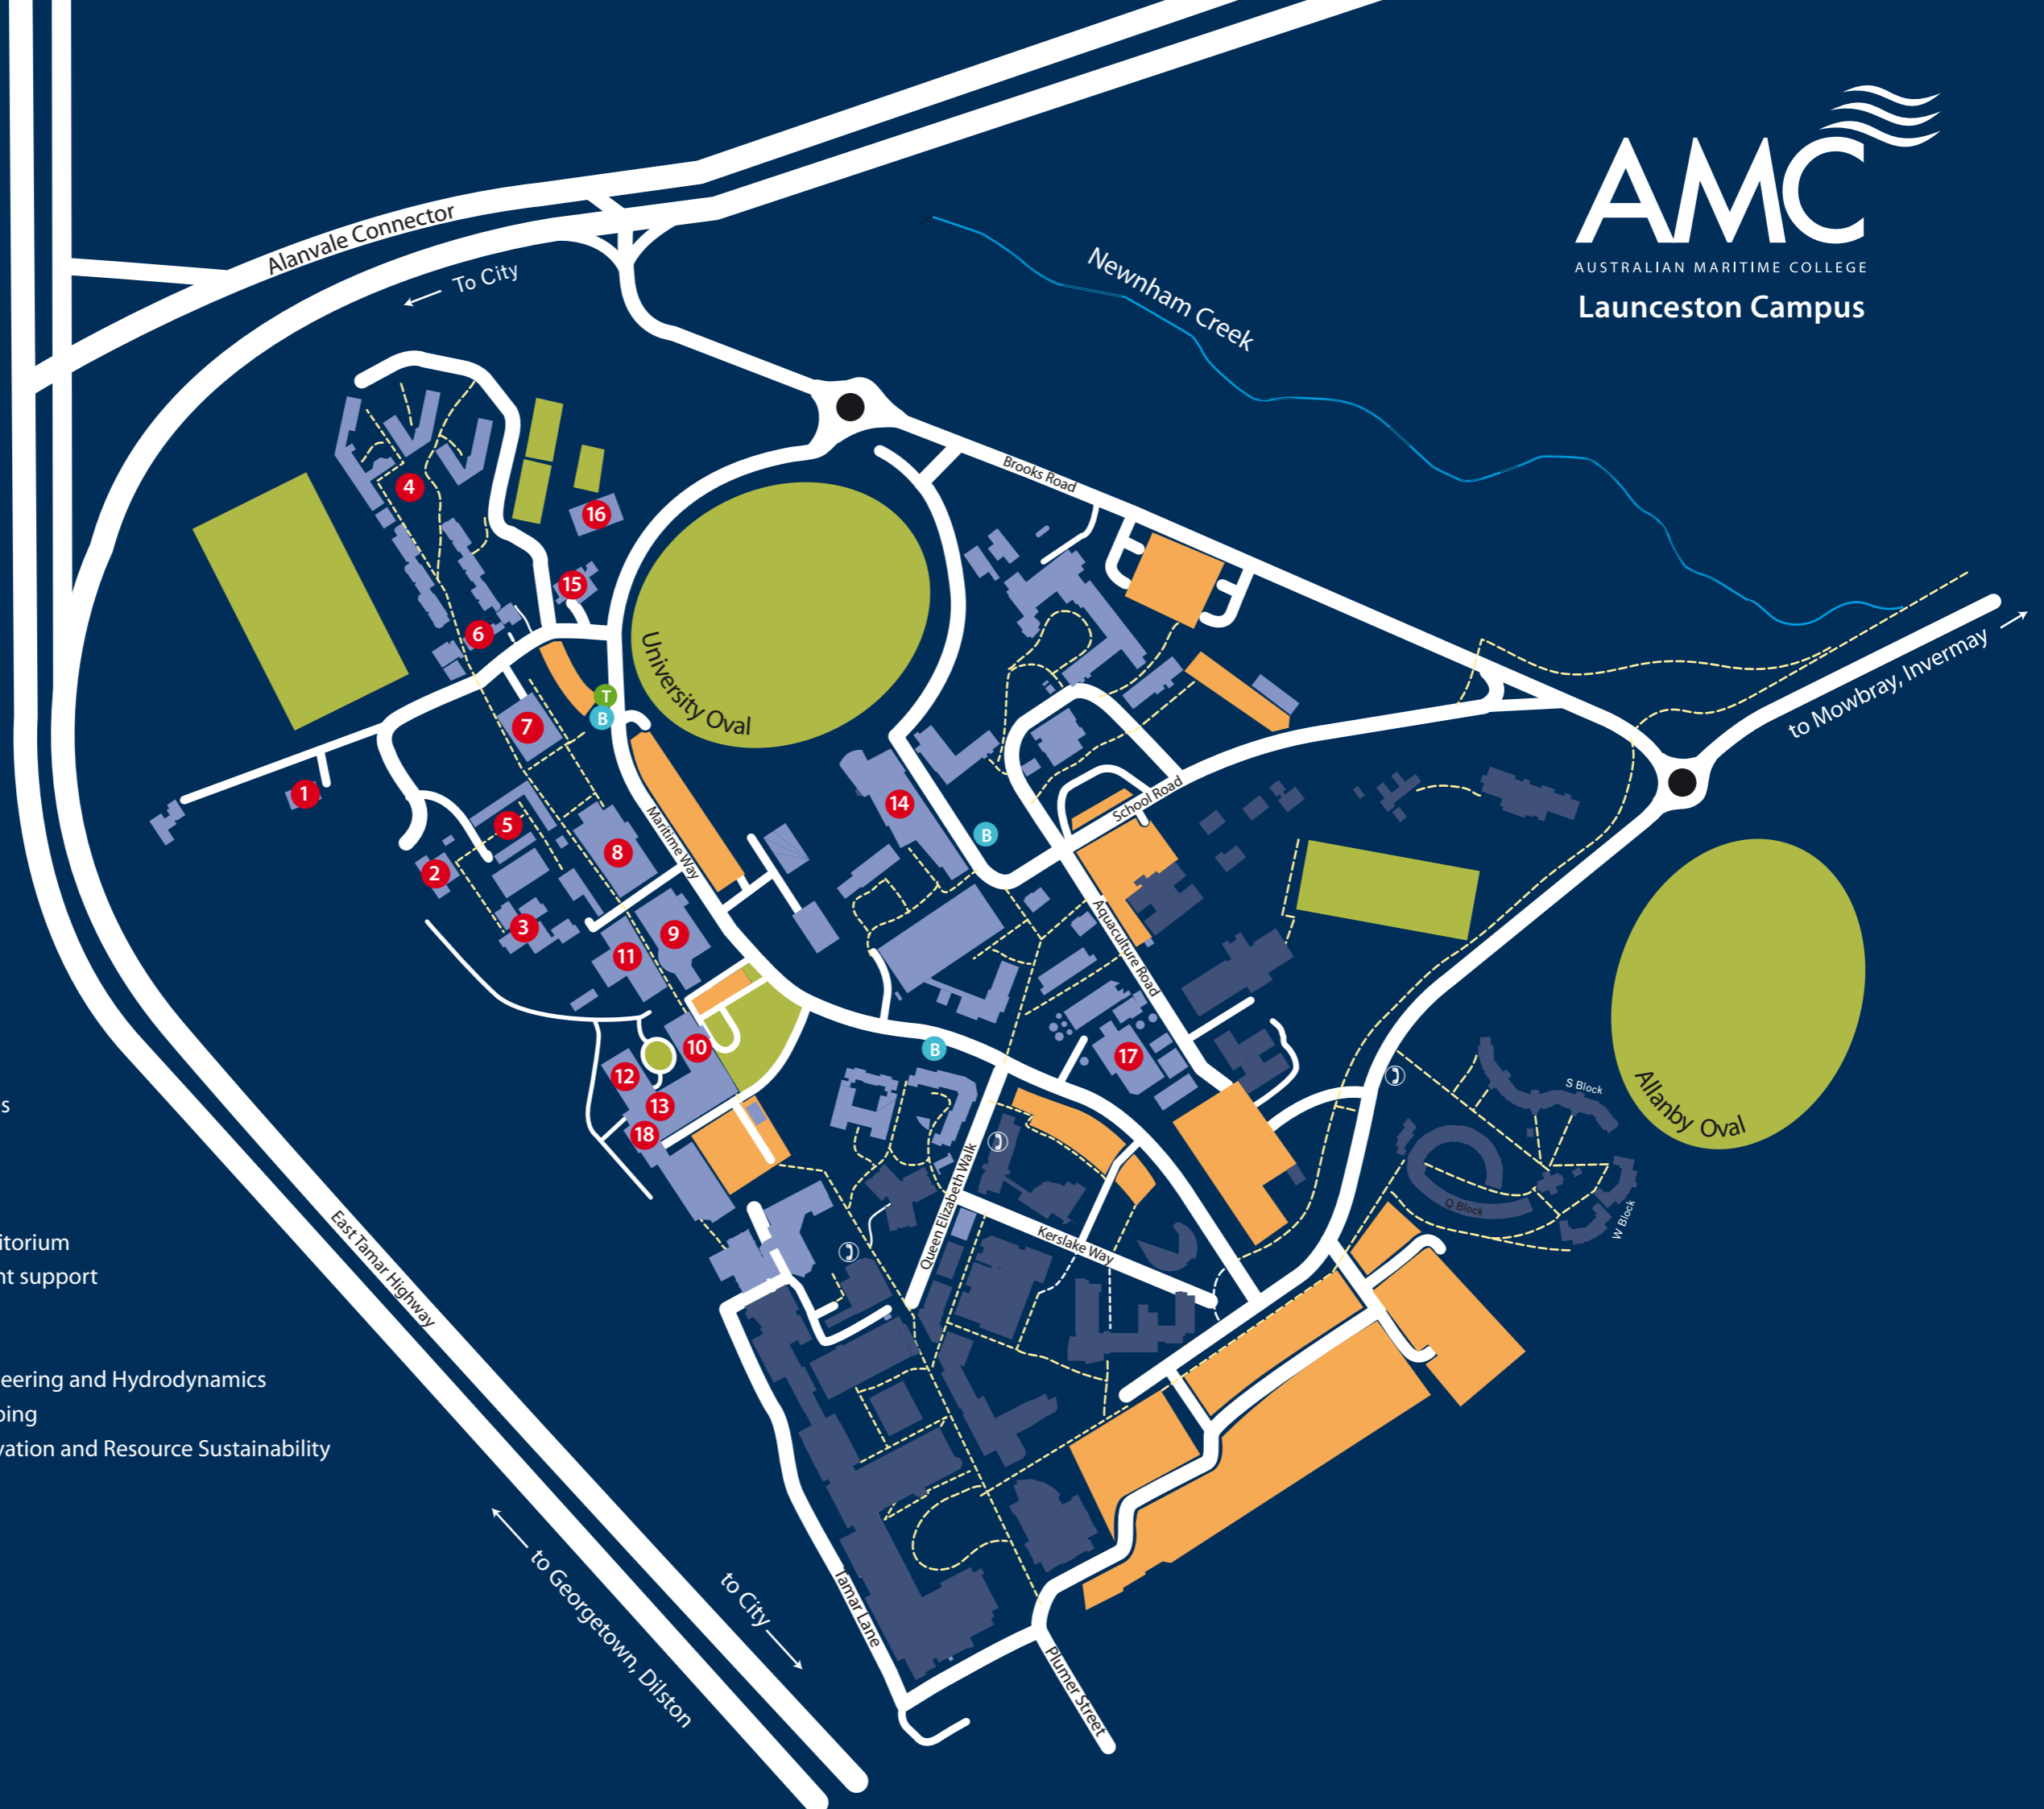 AMC
AUSTRALIAN MARITIME COLLEGE
Launceston Campus
Alanvale Connector
To City
Newnham Creek
Brooks Road
4
16
15
6
University Oval
T
B
7
to Mowbray, Invermay
1
14
School Road
5
Maritime Way
8
B
2
3
9
Aquaculture Road
11
10
B
17
12
13
18
S Block
Allanby Oval
Q Block
W Block
Queen Elizabeth Walk
Kerslake Way
East Tamar Highway
s
itorium
nt support
eering and Hydrodynamics
ping
vation and Resource Sustainability
to Georgetown, Dilston
to City
Tamar Lane
Plumer Street